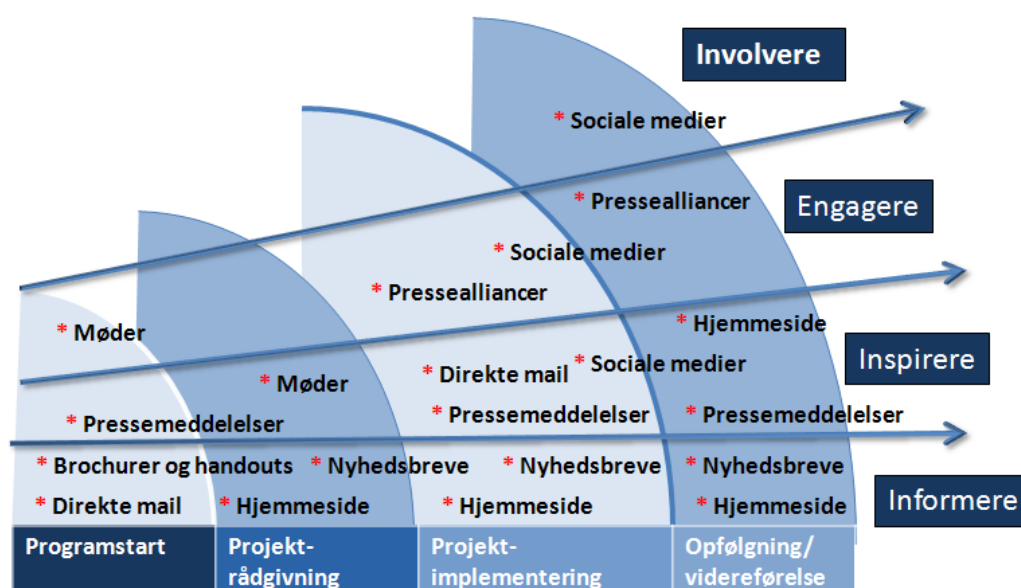 Involvere
* Sociale medier
* Pressealliancer
Engagere
* Sociale medier
* Pressealliancer
* Hjemmeside
* Møder
* Sociale medier
Inspirere
* Direkte mail
* Møder
* Pressemeddelelser
* Pressemeddelelser
* Pressemeddelelser
* Brochurer og handouts
* Nyhedsbreve
* Nyhedsbreve
* Nyhedsbreve
Informere
* Direkte mail
* Hjemmeside
* Hjemmeside
* Hjemmeside
Programstart
Projekt-
rådgivning
Projekt-
implementering
Opfølgning/
videreførelse